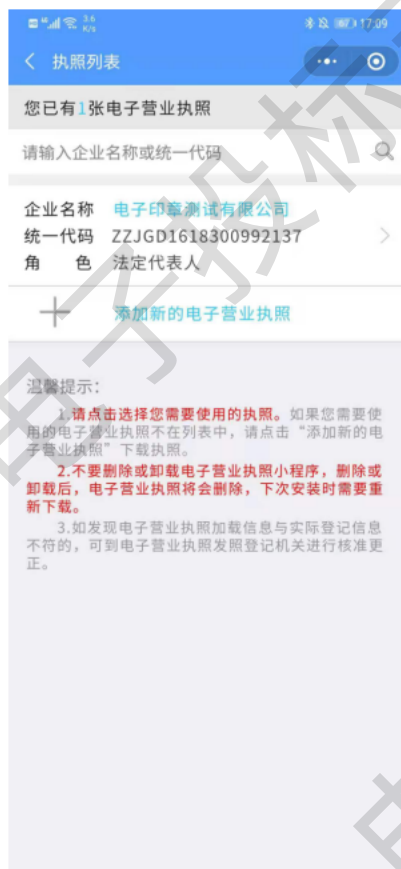 4G 3.6 K/s 67 17:09
执照列表
您已有1张电子营业执照
请输入企业名称或统一代码
企业名称 电子印章测试有限公司
统一代码 ZZJGD1618300992137
角 色 法定代表人
添加新的电子营业执照
温馨提示：
1.请点击选择您需要使用的执照。如果您需要使
用的电子营业执照不在列表中，请点击“添加新的电
子营业执照”下载执照。
2.不要删除或卸载电子营业执照小程序，删除或
卸载后，电子营业执照将会删除，下次安装时需要重
新下载。
3.如发现电子营业执照加载信息与实际登记信息
不符的，可到电子营业执照发照登记机关进行核准更
正。